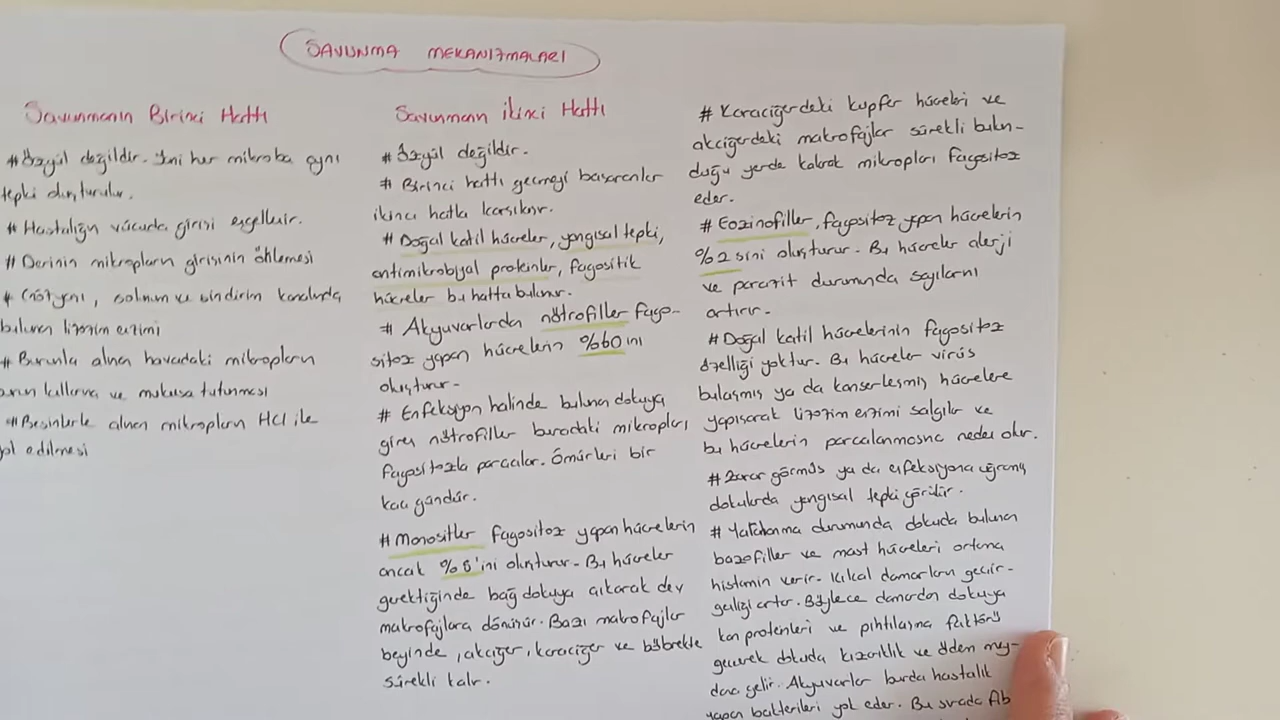 SAVUNMA MEKANIZMALARI
Savunmanın Birinci Hattı
# Özgül değildir. Yani her mikroba aynı
tepki oluşturulur.
# Hastalığın vücuda girişi engellenir.
# Derinin mikropların girişinin önlemesi
# Gözyaşı, solunum ve sindirim kanalında
bulunan lizozim enzimi
# Burunla alınan havadaki mikropların
burun kıllarına ve mukusa tutunması
# Besinlerle alınan mikropların HCl ile
yok edilmesi
Savunmanın İkinci Hattı
# Özgül değildir.
# Birinci hattı geçmeyi başaranlar
ikinci hatla karşılaşır.
# Doğal katil hücreler, yangısal tepki,
antimikrobiyal proteinler, fagositik
hücreler bu hatta bulunur.
# Akyuvarlardan nötrofiller fago-
sitoz yapan hücrelerin %60 ını
oluşturur.
# Enfeksiyon halinde bulunan dokuya
giren nötrofiller buradaki mikropları
fagositozla parçalar. Ömürleri bir
kaç gündür.
# Monositler fagositoz yapan hücrelerin
ancak %5'ini oluşturur. Bu hücreler
gerektiğinde bağ dokuya çıkarak dev
makrofajlara dönüşür. Bazı makrofajlar
beyinde, akciğer, karaciğer ve böbrekte
sürekli kalır.
# Karaciğerdeki kupfer hücreleri ve
akciğerdeki makrofajlar sürekli bulun-
duğu yerde kalarak mikropları fagositoz
eder.
# Eozinofiller, fagositoz yapan hücrelerin
%2 sini oluşturur. Bu hücreler alerji
ve parazit durumunda sayılarını
artırır.
# Doğal katil hücrelerinin fagositoz
özelliği yoktur. Bu hücreler virüs
bulaşmış ya da kanserleşmiş hücrelere
yapışarak lizozim enzimi salgılar ve
bu hücrelerin parçalanmasına neden olur.
# Zarar görmüş ya da enfeksiyona uğramış
dokularda yangısal tepki görülür.
# Yaralanma durumunda dokuda bulunan
bazofiller ve mast hücreleri ortama
histamin verir. Kılcal damarların geçir-
genliği artar. Böylece damardan dokuya
kan proteinleri ve pıhtılaşma faktörü
geçerek dokuda kızarıklık ve ödem mey-
dana gelir. Akyuvarlar burda hastalık
yapan bakterileri yok eder. Bu sırada